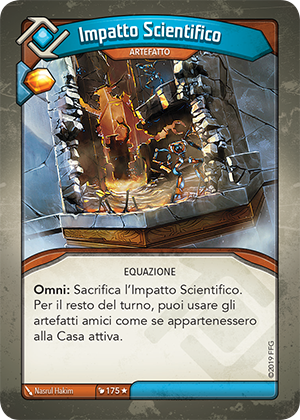 Impatto Scientifico
ARTEFATTO
EQUAZIONE
Omni: Sacrifica l'Impatto Scientifico.
Per il resto del turno, puoi usare gli
artefatti amici come se appartenessero
alla Casa attiva.
©2019 FFG
Nasrul Hakim
175